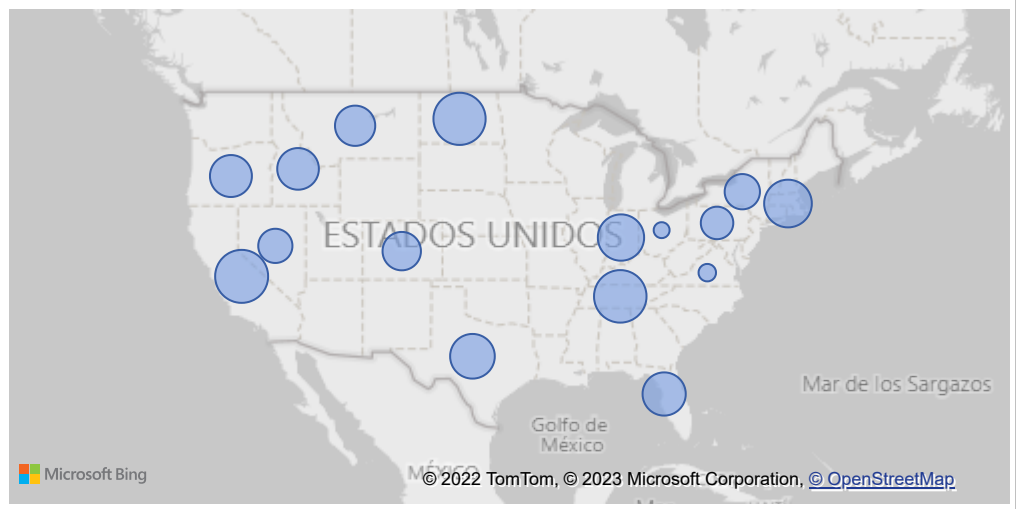 ESTADOS UNIDOS
Mar de los Sargazos
Golfo de
México
MÉXICO
Microsoft Bing
© 2022 TomTom, © 2023 Microsoft Corporation, © OpenStreetMap